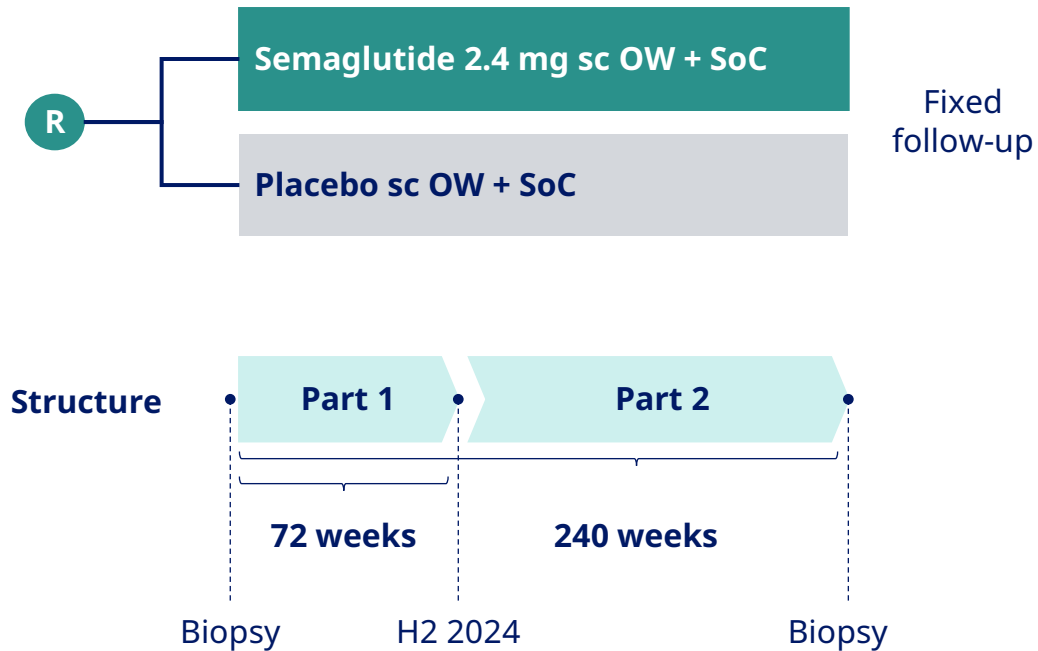 Semaglutide 2.4 mg sc OW + SoC
R
Fixed
follow-up
Placebo sc OW + SoC
Structure
Part 1
Part 2
72 weeks
240 weeks
Biopsy
H2 2024
Biopsy